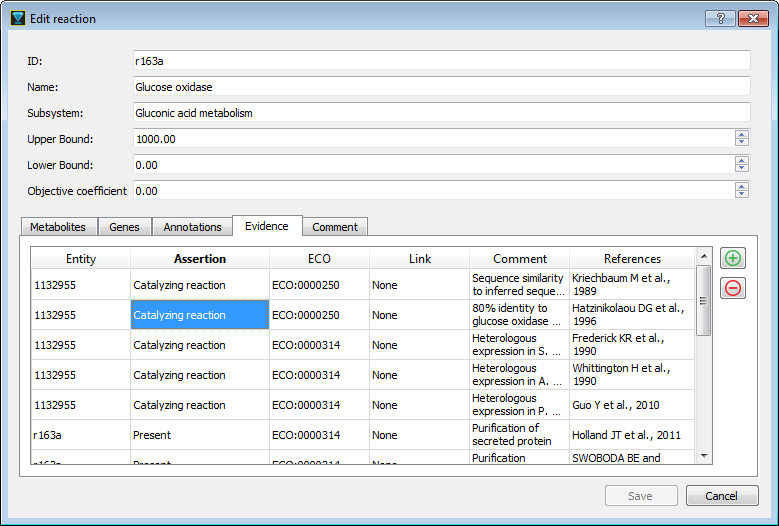 Edit reaction
ID:
r163a
Name:
Glucose oxidase
Subsystem:
Gluconic acid metabolism
Upper Bound:
1000.00
Lower Bound:
0.00
Objective coefficient
0.00
Metabolites Genes Annotations Evidence Comment
Entity Assertion ECO Link Comment References
1132955 Catalyzing reaction ECO:0000250 None Sequence similarity Kriechbaum M et al.,
to inferred seque... 1989
1132955 Catalyzing reaction ECO:0000250 None 80% identity to Hatzinikolaou DG et al.,
glucose oxidase ... 1996
1132955 Catalyzing reaction ECO:0000314 None Heterologous Frederick KR et al.,
expression in S. ... 1990
1132955 Catalyzing reaction ECO:0000314 None Heterologous Whittington H et al.,
expression in A. ... 1990
1132955 Catalyzing reaction ECO:0000314 None Heterologous Guo Y et al., 2010
expression in P. ...
r163a Present ECO:0000314 None Purification of Holland JT et al., 2011
secreted protein
r163a Present ECO:0000314 None Purification SWOBODA BE and
Save Cancel